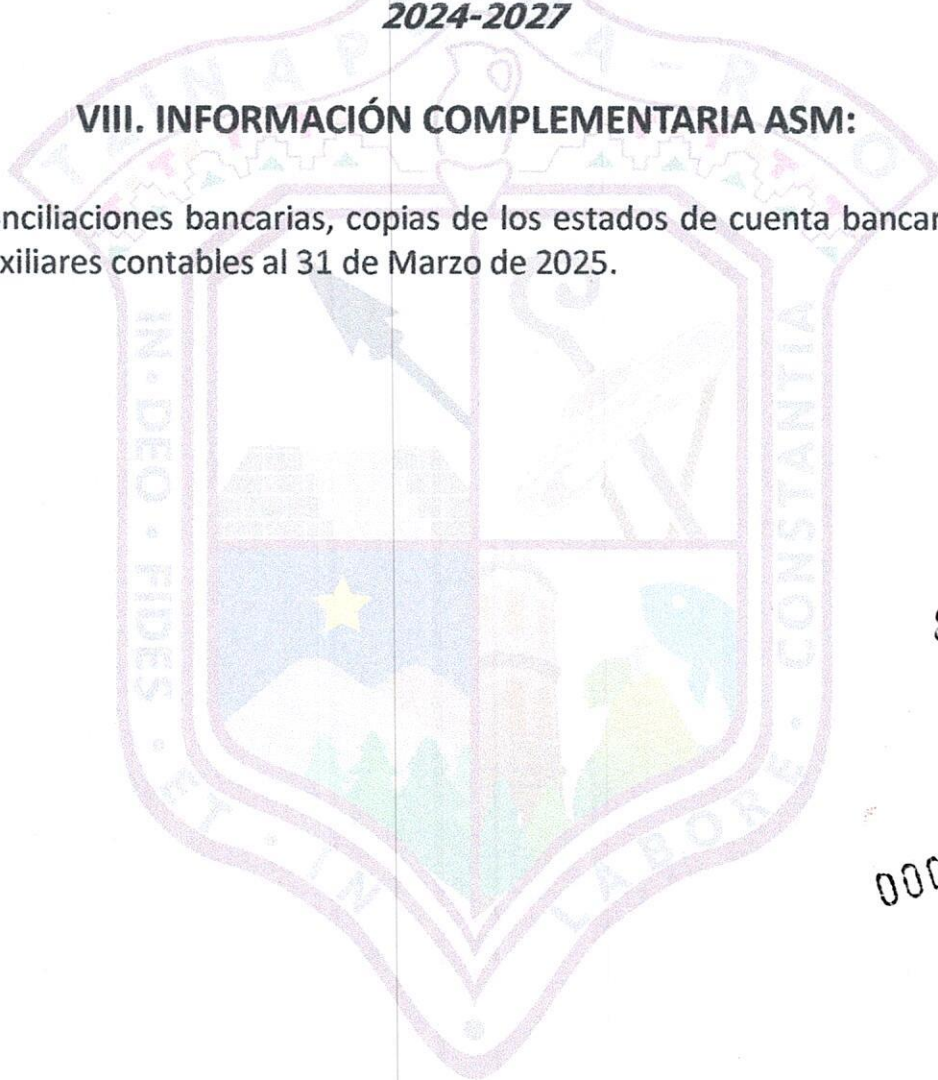 2024-2027
VIII. INFORMACIÓN COMPLEMENTARIA ASM:
nciliaciones bancarias, copias de los estados de cuenta bancar
xiliares contables al 31 de Marzo de 2025.
IN · DEO · FIDES · ET · IN LABORE · CONSTANTIA
000